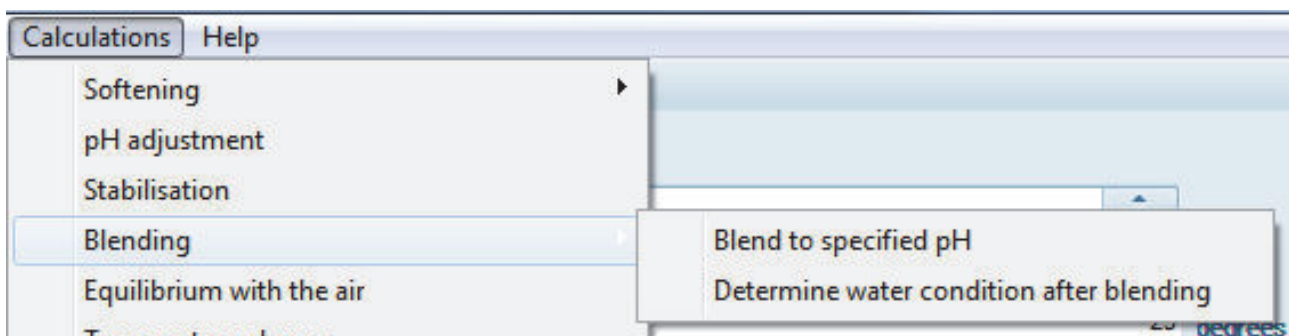 Calculations Help
Softening
pH adjustment
Stabilisation
Blending
Blend to specified pH
Determine water condition after blending
Equilibrium with the air
degrees